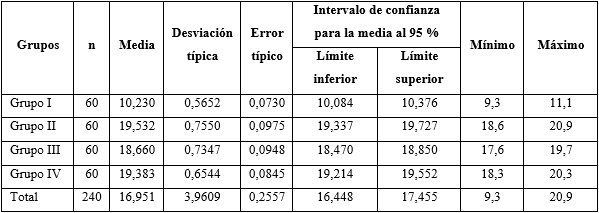 Grupos n Media Desviación típica Error típico Intervalo de confianza para la media al 95 % Límite inferior Límite superior Mínimo Máximo
Grupo I 60 10,230 0,5652 0,0730 10,084 10,376 9,3 11,1
Grupo II 60 19,532 0,7550 0,0975 19,337 19,727 18,6 20,9
Grupo III 60 18,660 0,7347 0,0948 18,470 18,850 17,6 19,7
Grupo IV 60 19,383 0,6544 0,0845 19,214 19,552 18,3 20,3
Total 240 16,951 3,9609 0,2557 16,448 17,455 9,3 20,9